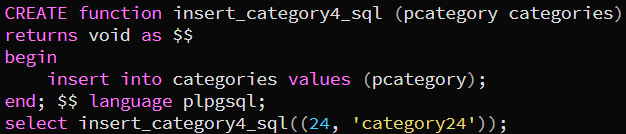 CREATE function insert_category4_sql (pcategory categories)
returns void as $$
begin
    insert into categories values (pcategory);
end; $$ language plpgsql;
select insert_category4_sql((24, 'category24'));